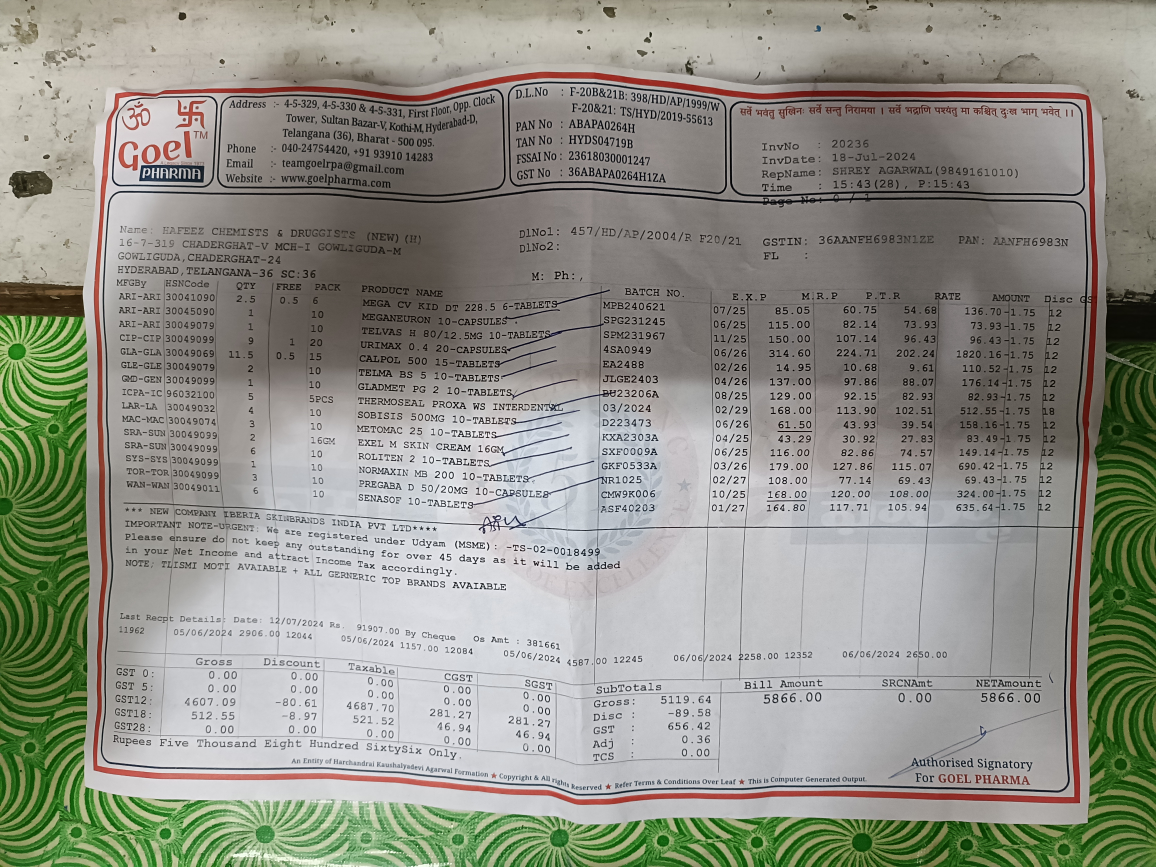 ॐ 卐 TM
Goel
PHARMA
Address :- 4-5-329, 4-5-330 & 4-5-331, First Floor, Opp. Clock
Tower, Sultan Bazar-V, Kothi-M, Hyderabad-D,
Telangana (36), Bharat - 500 095.
Phone :- 040-24754420, +91 93910 14283
Email :- teamgoelrpa@gmail.com
Website :- www.goelpharma.com
D.L.No : F-20B&21B: 398/HD/AP/1999/W
F-20&21: TS/HYD/2019-55613
PAN No : ABAPA0264H
TAN No : HYDS04719B
FSSAI No : 23618030001247
GST No : 36ABAPA0264H1ZA
सर्वे भवंतु सुखिनः सर्वे सन्तु निरामया । सर्वे भद्राणि पश्यंतु मा कश्चित् दुःख भाग् भवेत् ।।
InvNo : 20236
InvDate: 18-Jul-2024
RepName: SHREY AGARWAL(9849161010)
Time : 15:43(28), P:15:43
Page No: 0 / 1
Name: HAFEEZ CHEMISTS & DRUGGISTS (NEW) (H)
16-7-319 CHADERGHAT-V MCH-I GOWLIGUDA-M
GOWLIGUDA,CHADERGHAT-24
HYDERABAD,TELANGANA-36 SC:36
DlNo1: 457/HD/AP/2004/R F20/21
DlNo2:
M: Ph:,
GSTIN: 36AANFH6983N1ZE PAN: AANFH6983N
FL :
MFGBy HSNCode QTY FREE PACK PRODUCT NAME BATCH NO. E.X.P M.R.P P.T.R RATE AMOUNT Disc GS
ARI-ARI 30041090 2.5 0.5 6 MEGA CV KID DT 228.5 6-TABLETS MPB240621 07/25 85.05 60.75 54.68 136.70 -1.75 12
ARI-ARI 30045090 1 10 MEGANEURON 10-CAPSULES SPG231245 06/25 115.00 82.14 73.93 73.93 -1.75 12
ARI-ARI 30049079 1 10 TELVAS H 80/12.5MG 10-TABLETS SPM231967 11/25 150.00 107.14 96.43 96.43 -1.75 12
CIP-CIP 30049099 9 1 20 URIMAX 0.4 20-CAPSULES 4SA0949 06/26 314.60 224.71 202.24 1820.16 -1.75 12
GLA-GLA 30049069 11.5 0.5 15 CALPOL 500 15-TABLETS EA2488 02/26 14.95 10.68 9.61 110.52 -1.75 12
GLE-GLE 30049079 2 10 TELMA BS 5 10-TABLETS JLGE2403 04/26 137.00 97.86 88.07 176.14 -1.75 12
GMD-GEN 30049099 1 10 GLADMET PG 2 10-TABLETS BU23206A 08/25 129.00 92.15 82.93 82.93 -1.75 12
ICPA-IC 96032100 5 5PCS THERMOSEAL PROXA WS INTERDENTAL 03/2024 02/29 168.00 113.90 102.51 512.55 -1.75 18
LAR-LA 30049032 4 10 SOBISIS 500MG 10-TABLETS D223473 06/26 61.50 43.93 39.54 158.16 -1.75 12
MAC-MAC 30049074 3 10 METOMAC 25 10-TABLETS KXA2303A 04/25 43.29 30.92 27.83 83.49 -1.75 12
SRA-SUN 30049099 2 16GM EXEL M SKIN CREAM 16GM SXF0009A 06/25 116.00 82.86 74.57 149.14 -1.75 12
SRA-SUN 30049099 6 10 ROLITEN 2 10-TABLETS GKF0533A 03/26 179.00 127.86 115.07 690.42 -1.75 12
SYS-SYS 30049099 1 10 NORMAXIN MB 200 10-TABLETS NR1025 02/27 108.00 77.14 69.43 69.43 -1.75 12
TOR-TOR 30049099 3 10 PREGABA D 50/20MG 10-CAPSULES CMW9K006 10/25 168.00 120.00 108.00 324.00 -1.75 12
WAN-WAN 30049011 6 10 SENASOF 10-TABLETS ASF40203 01/27 164.80 117.71 105.94 635.64 -1.75 12
*** NEW COMPANY IBERIA SKINBRANDS INDIA PVT LTD****
IMPORTANT NOTE-URGENT: We are registered under Udyam (MSME): -TS-02-0018499
Please ensure do not keep any outstanding for over 45 days as it will be added
in your Net Income and attract Income Tax accordingly.
NOTE; TLISMI MOTI AVAIABLE + ALL GERNERIC TOP BRANDS AVAIABLE
Last Recpt Details: Date: 12/07/2024 Rs. 91907.00 By Cheque Os Amt : 381661
11962 05/06/2024 2906.00 12044 05/06/2024 1157.00 12084 05/06/2024 4587.00 12245 06/06/2024 2258.00 12352 06/06/2024 2650.00
Gross Discount Taxable CGST SGST
GST 0: 0.00 0.00 0.00 0.00 0.00
GST 5: 0.00 0.00 0.00 0.00 0.00
GST12: 4607.09 -80.61 4687.70 281.27 281.27
GST18: 512.55 -8.97 521.52 46.94 46.94
GST28: 0.00 0.00 0.00 0.00 0.00
Rupees Five Thousand Eight Hundred SixtySix Only.
SubTotals
Gross: 5119.64
Disc : -89.58
GST : 656.42
Adj : 0.36
TCS : 0.00
Bill Amount SRCNAmt NETAmount
5866.00 0.00 5866.00
Authorised Signatory
For GOEL PHARMA
An Entity of Harchandrai Kaushalyadevi Agarwal Formation ★ Copyright & All rights Reserved ★ Refer Terms & Conditions Over Leaf ★ This is Computer Generated Output.